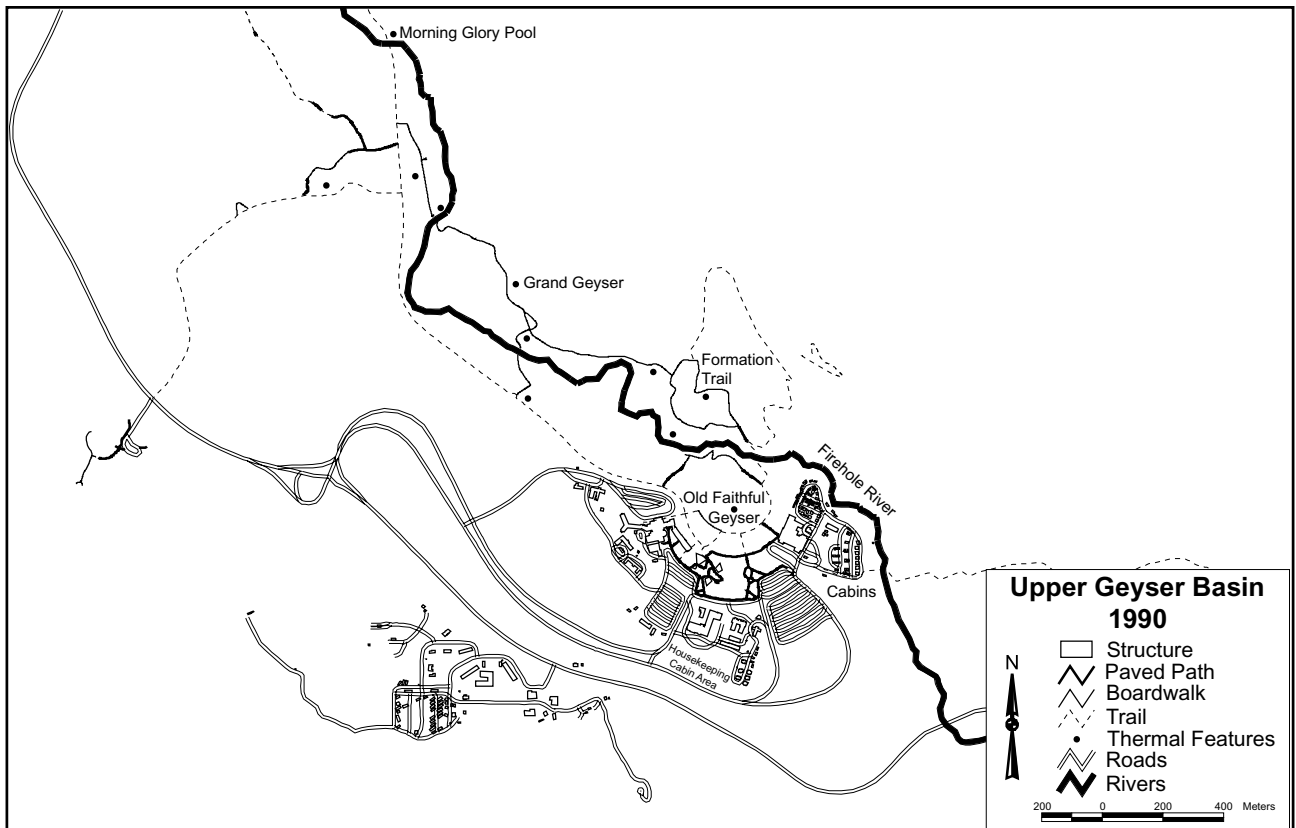 Morning Glory Pool
Grand Geyser
Formation
Trail
Firehole River
Old Faithful
Geyser
Cabins
Housekeeping
Cabin Area
Upper Geyser Basin
1990
Structure
Paved Path
Boardwalk
Trail
Thermal Features
Roads
Rivers
N
200 0 200 400 Meters